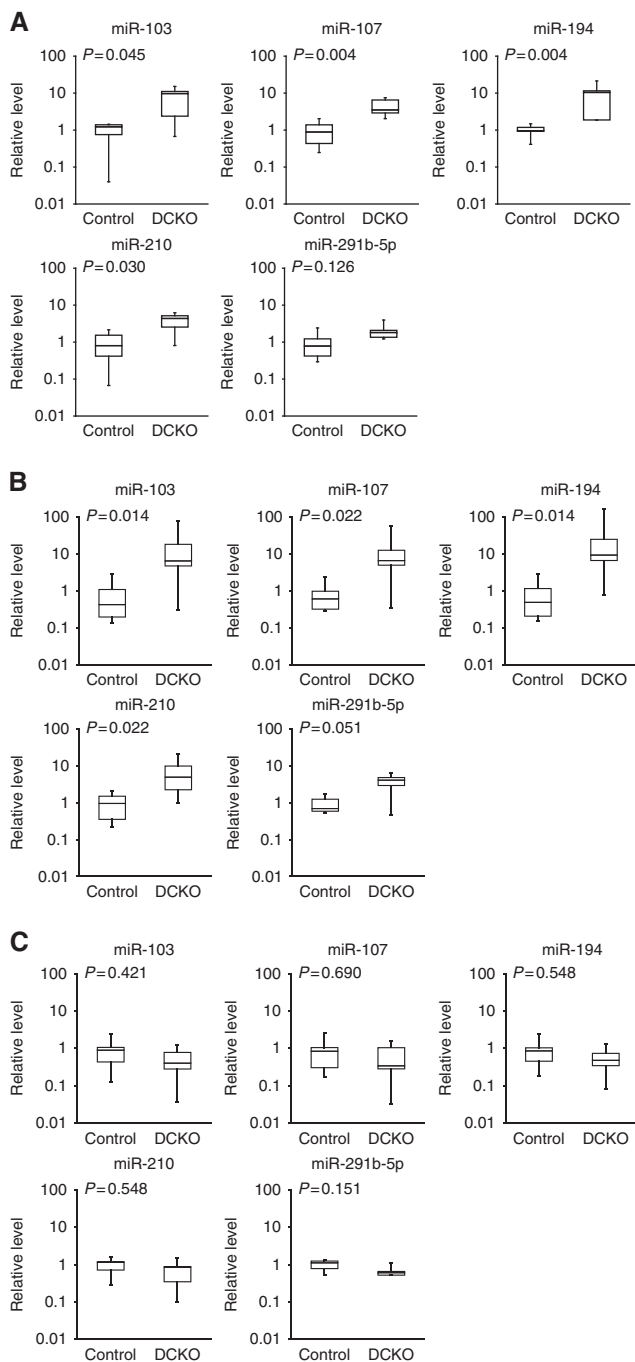 A
miR-103 miR-107 miR-194
P=0.045 P=0.004 P=0.004
Relative level Relative level Relative level
100 100 100
10 10 10
1 1 1
0.1 0.1 0.1
0.01 0.01 0.01
Control DCKO Control DCKO Control DCKO
miR-210 miR-291b-5p
P=0.030 P=0.126
Relative level Relative level
100 100
10 10
1 1
0.1 0.1
0.01 0.01
Control DCKO Control DCKO
B
miR-103 miR-107 miR-194
P=0.014 P=0.022 P=0.014
Relative level Relative level Relative level
100 100 100
10 10 10
1 1 1
0.1 0.1 0.1
0.01 0.01 0.01
Control DCKO Control DCKO Control DCKO
miR-210 miR-291b-5p
P=0.022 P=0.051
Relative level Relative level
100 100
10 10
1 1
0.1 0.1
0.01 0.01
Control DCKO Control DCKO
C
miR-103 miR-107 miR-194
P=0.421 P=0.690 P=0.548
Relative level Relative level Relative level
100 100 100
10 10 10
1 1 1
0.1 0.1 0.1
0.01 0.01 0.01
Control DCKO Control DCKO Control DCKO
miR-210 miR-291b-5p
P=0.548 P=0.151
Relative level Relative level
100 100
10 10
1 1
0.1 0.1
0.01 0.01
Control DCKO Control DCKO